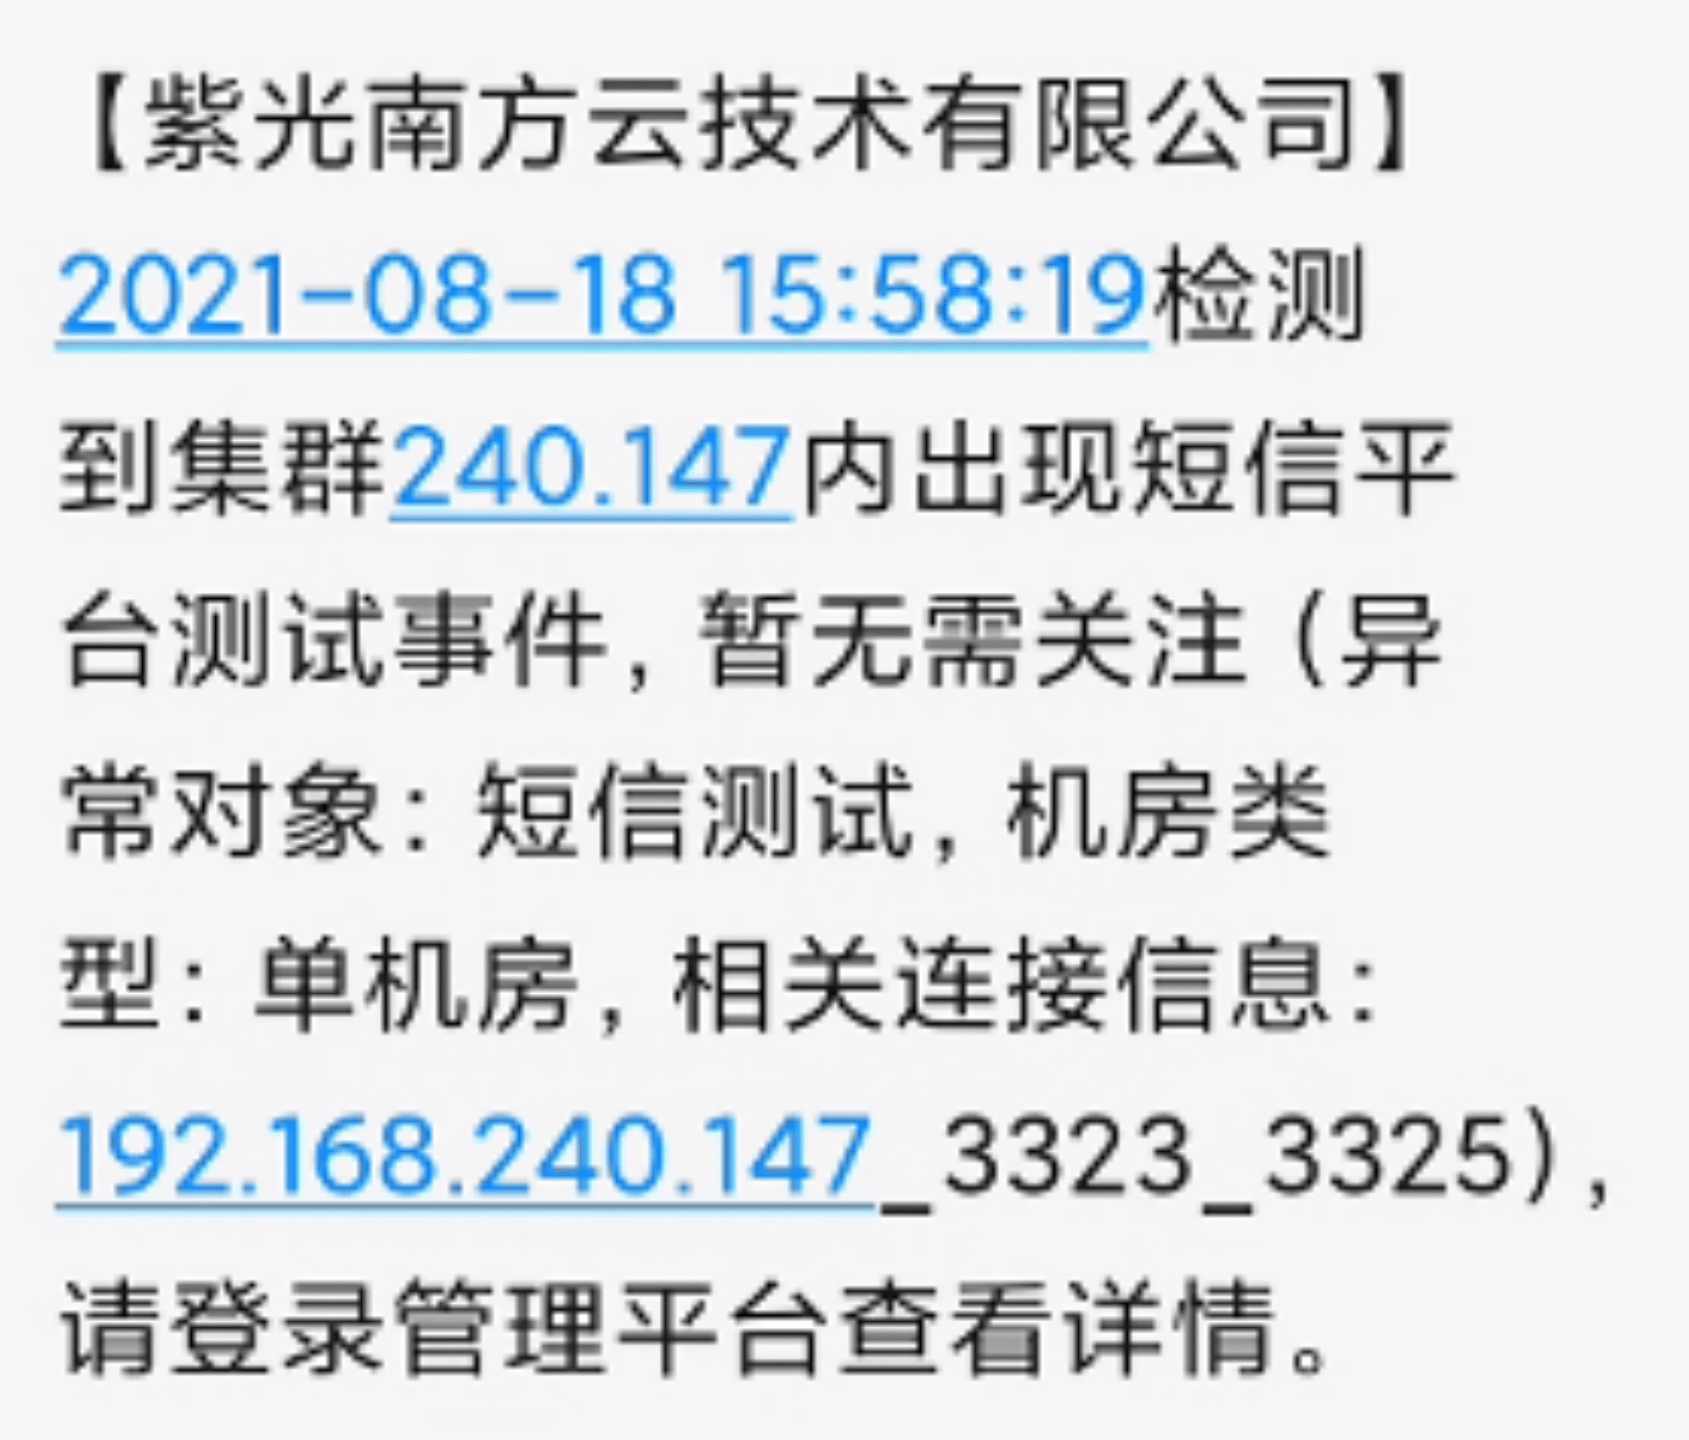 【紫光南方云技术有限公司】
2021-08-18 15:58:19检测
到集群240.147内出现短信平
台测试事件，暂无需关注（异
常对象：短信测试，机房类
型：单机房，相关连接信息：
192.168.240.147_3323_3325)，
请登录管理平台查看详情。